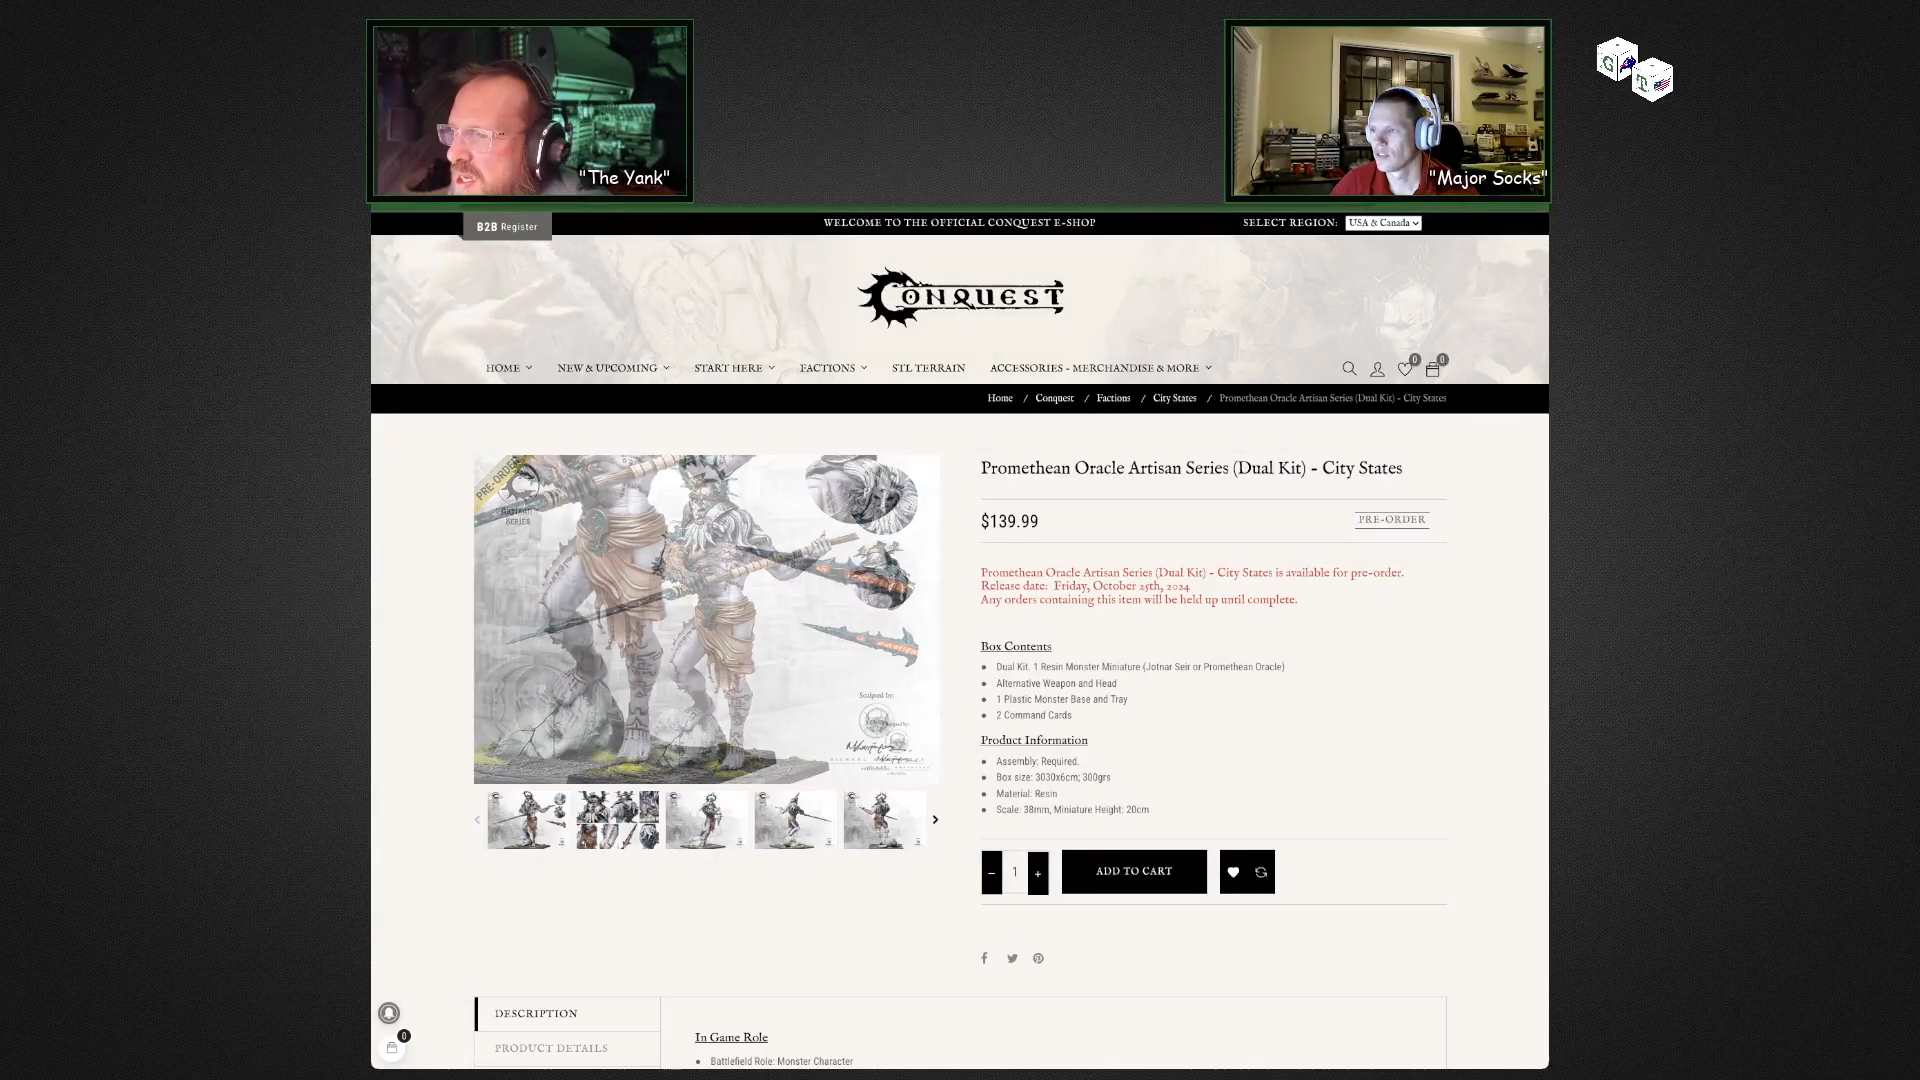 "The Yank"
"Major Socks"
G
T
B2B Register
WELCOME TO THE OFFICIAL CONQUEST E-SHOP
SELECT REGION: USA & Canada
CONQUEST
HOME
NEW & UPCOMING
START HERE
FACTIONS
STL TERRAIN
ACCESSORIES - MERCHANDISE & MORE
0
0
Home / Conquest / Factions / City States / Promethean Oracle Artisan Series (Dual Kit) - City States
PRE-ORDER
Artisan
Series
Sculpted by:
Promethean Oracle Artisan Series (Dual Kit) - City States
$139.99
PRE-ORDER
Promethean Oracle Artisan Series (Dual Kit) - City States is available for pre-order.
Release date: Friday, October 25th, 2024
Any orders containing this item will be held up until complete.
Box Contents
Dual Kit. 1 Resin Monster Miniature (Jotnar Seir or Promethean Oracle)
Alternative Weapon and Head
1 Plastic Monster Base and Tray
2 Command Cards
Product Information
Assembly: Required.
Box size: 3030x6cm; 300grs
Material: Resin
Scale: 38mm, Miniature Height: 20cm
- 1 +
ADD TO CART
DESCRIPTION
PRODUCT DETAILS
0
In Game Role
Battlefield Role: Monster Character